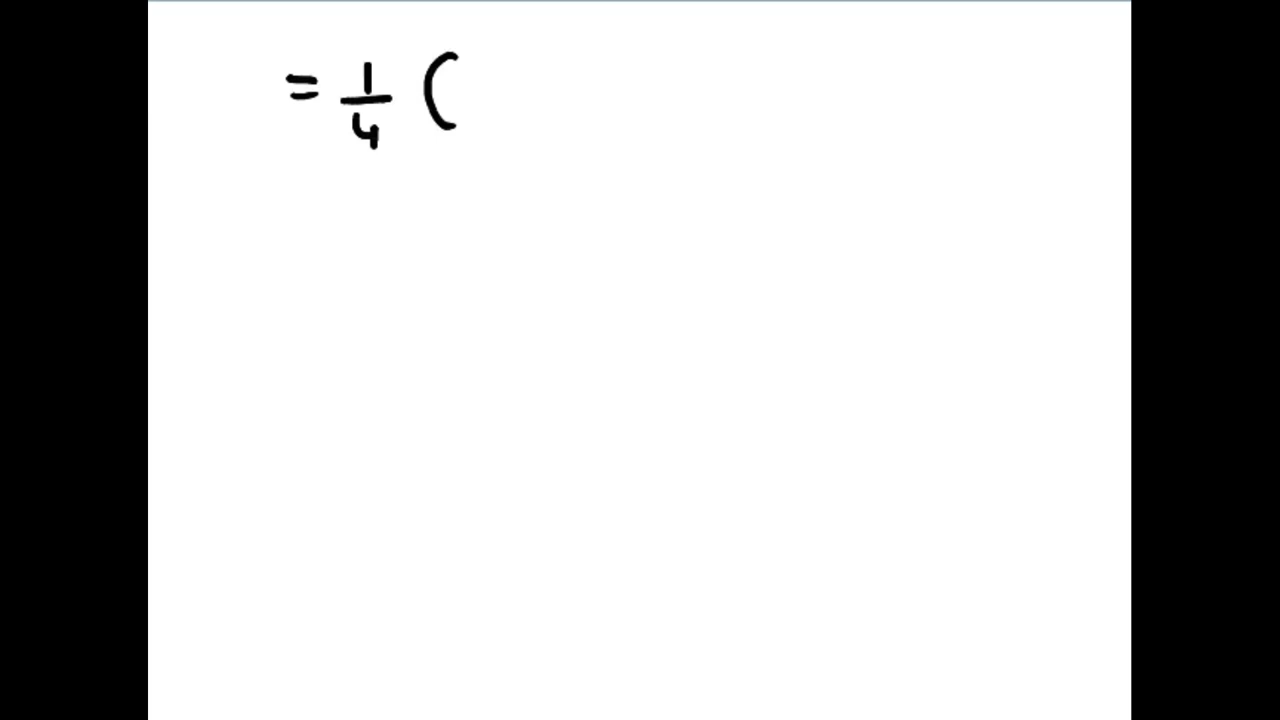 = 1/4 (